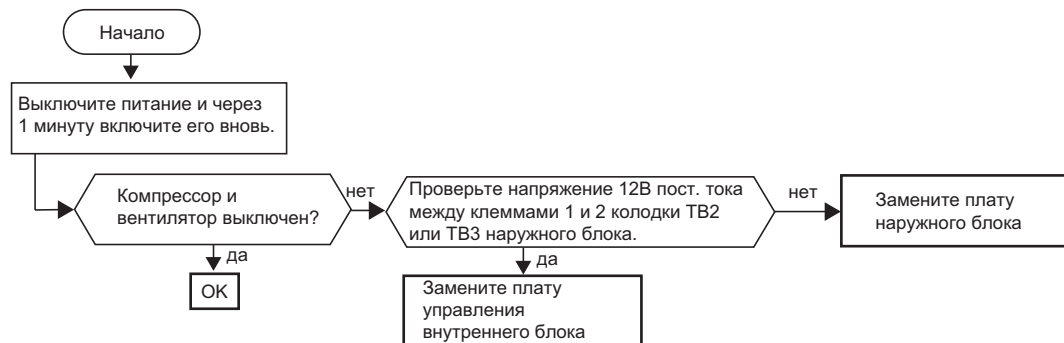 Начало
Выключите питание и через
1 минуту включите его вновь.
Компрессор и
вентилятор выключен?
нет
Проверьте напряжение 12В пост. тока
между клеммами 1 и 2 колодки ТВ2
или ТВ3 наружного блока.
нет
Замените плату
наружного блока
да
OK
да
Замените плату
управления
внутреннего блока